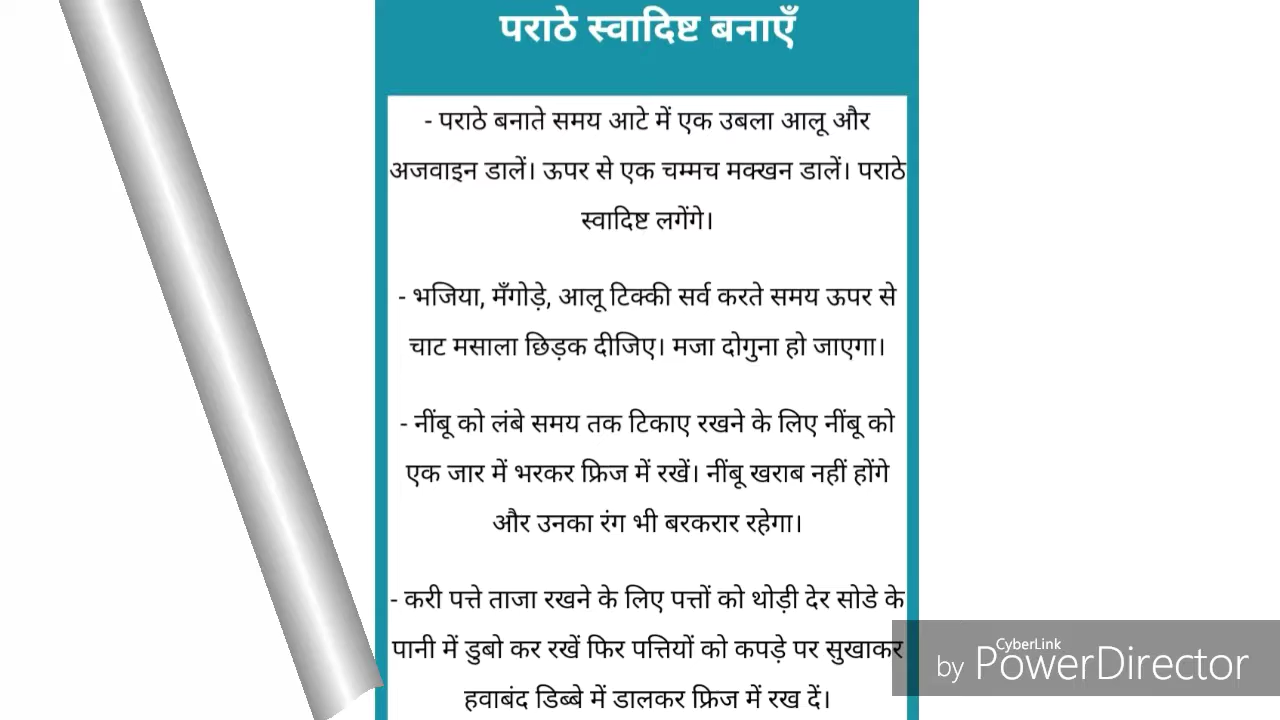 पराठे स्वादिष्ट बनाएँ
- पराठे बनाते समय आटे में एक उबला आलू और
अजवाइन डालें। ऊपर से एक चम्मच मक्खन डालें। पराठे
स्वादिष्ट लगेंगे।
- भजिया, मँगोड़े, आलू टिक्की सर्व करते समय ऊपर से
चाट मसाला छिड़क दीजिए। मजा दोगुना हो जाएगा।
- नींबू को लंबे समय तक टिकाए रखने के लिए नींबू को
एक जार में भरकर फ्रिज में रखें। नींबू खराब नहीं होंगे
और उनका रंग भी बरकरार रहेगा।
- करी पत्ते ताजा रखने के लिए पत्तों को थोड़ी देर सोडे के
पानी में डुबो कर रखें फिर पत्तियों को कपड़े पर सुखाकर
हवाबंद डिब्बे में डालकर फ्रिज में रख दें।
CyberLink
by PowerDirector